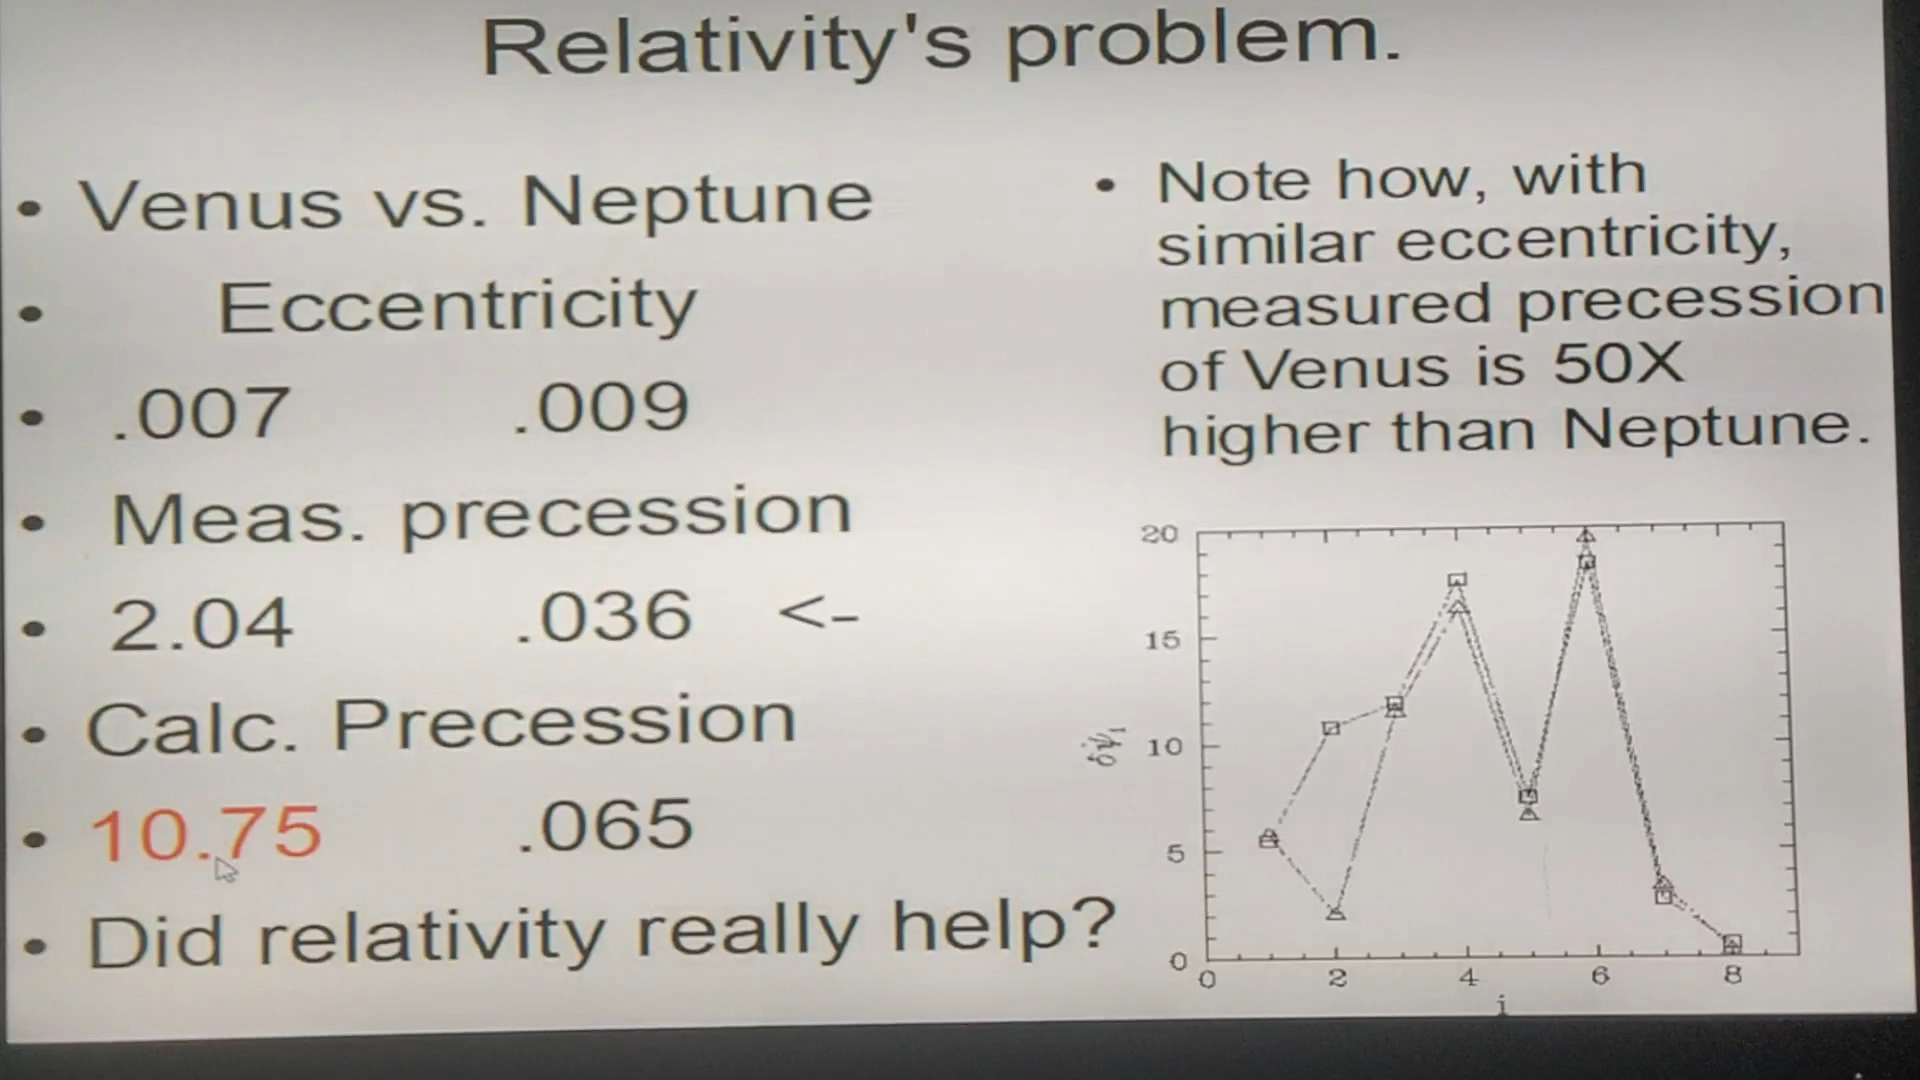 Relativity's problem.
• Venus vs. Neptune
• Eccentricity
• .007 .009
• Meas. precession
• 2.04 .036 <-
• Calc. Precession
• 10.75 .065
• Did relativity really help?
• Note how, with
similar eccentricity,
measured precession
of Venus is 50X
higher than Neptune.
20
15
10
5
0
0 2 4 6 8
i